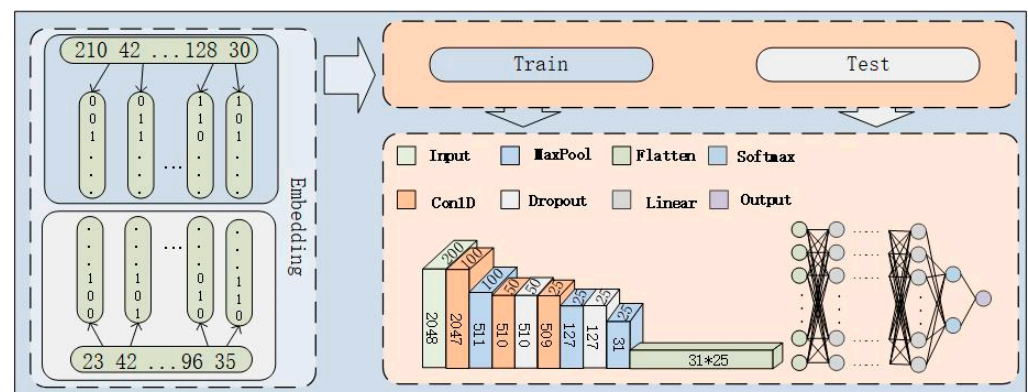 210 42 ... 128 30
0 0 1 . . .
0 1 1 . . .
1 1 0 . . .
1 0 1 . . .
...
Embedding
. . . 1 0 0
. . . 1 0 1
...
. . . 0 1 0
. . . 1 1 0
23 42 ...96 35
Train
Test
Input
MaxPool
Flatten
Softmax
Con1D
Dropout
Linear
Output
200
100
100
50
50
25
25
25
25
2048
2047
511
510
510
509
127
127
31
31*25